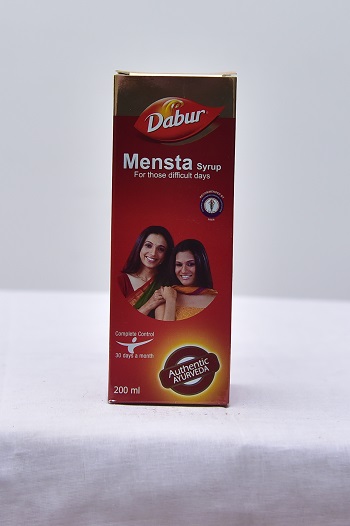 Dabur
Mensta Syrup
For those difficult days
Complete Control
30 days a month
Authentic
AYURVEDA
200 ml